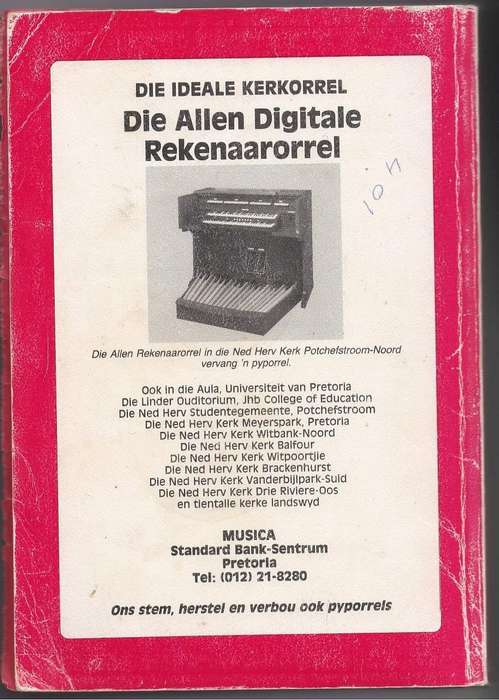 DIE IDEALE KERKORREL
Die Allen Digitale
Rekenaarorrel
Die Allen Rekenaarorrel in die Ned Herv Kerk Potchefstroom-Noord
vervang 'n pyporrel.
Ook in die Aula, Universiteit van Pretoria
Die Linder Ouditorium, Jhb College of Education
Die Ned Herv Studentegemeente, Potchefstroom
Die Ned Herv Kerk Meyerspark, Pretoria
Die Ned Herv Kerk Witbank-Noord
Die Ned Herv Kerk Balfour
Die Ned Herv Kerk Witpoortjie
Die Ned Herv Kerk Brackenhurst
Die Ned Herv Kerk Vanderbijlpark-Suid
Die Ned Herv Kerk Drie Riviere-Oos
en tientalle kerke landswyd
MUSICA
Standard Bank-Sentrum
Pretoria
Tel: (012) 21-8280
Ons stem, herstel en verbou ook pyporrels